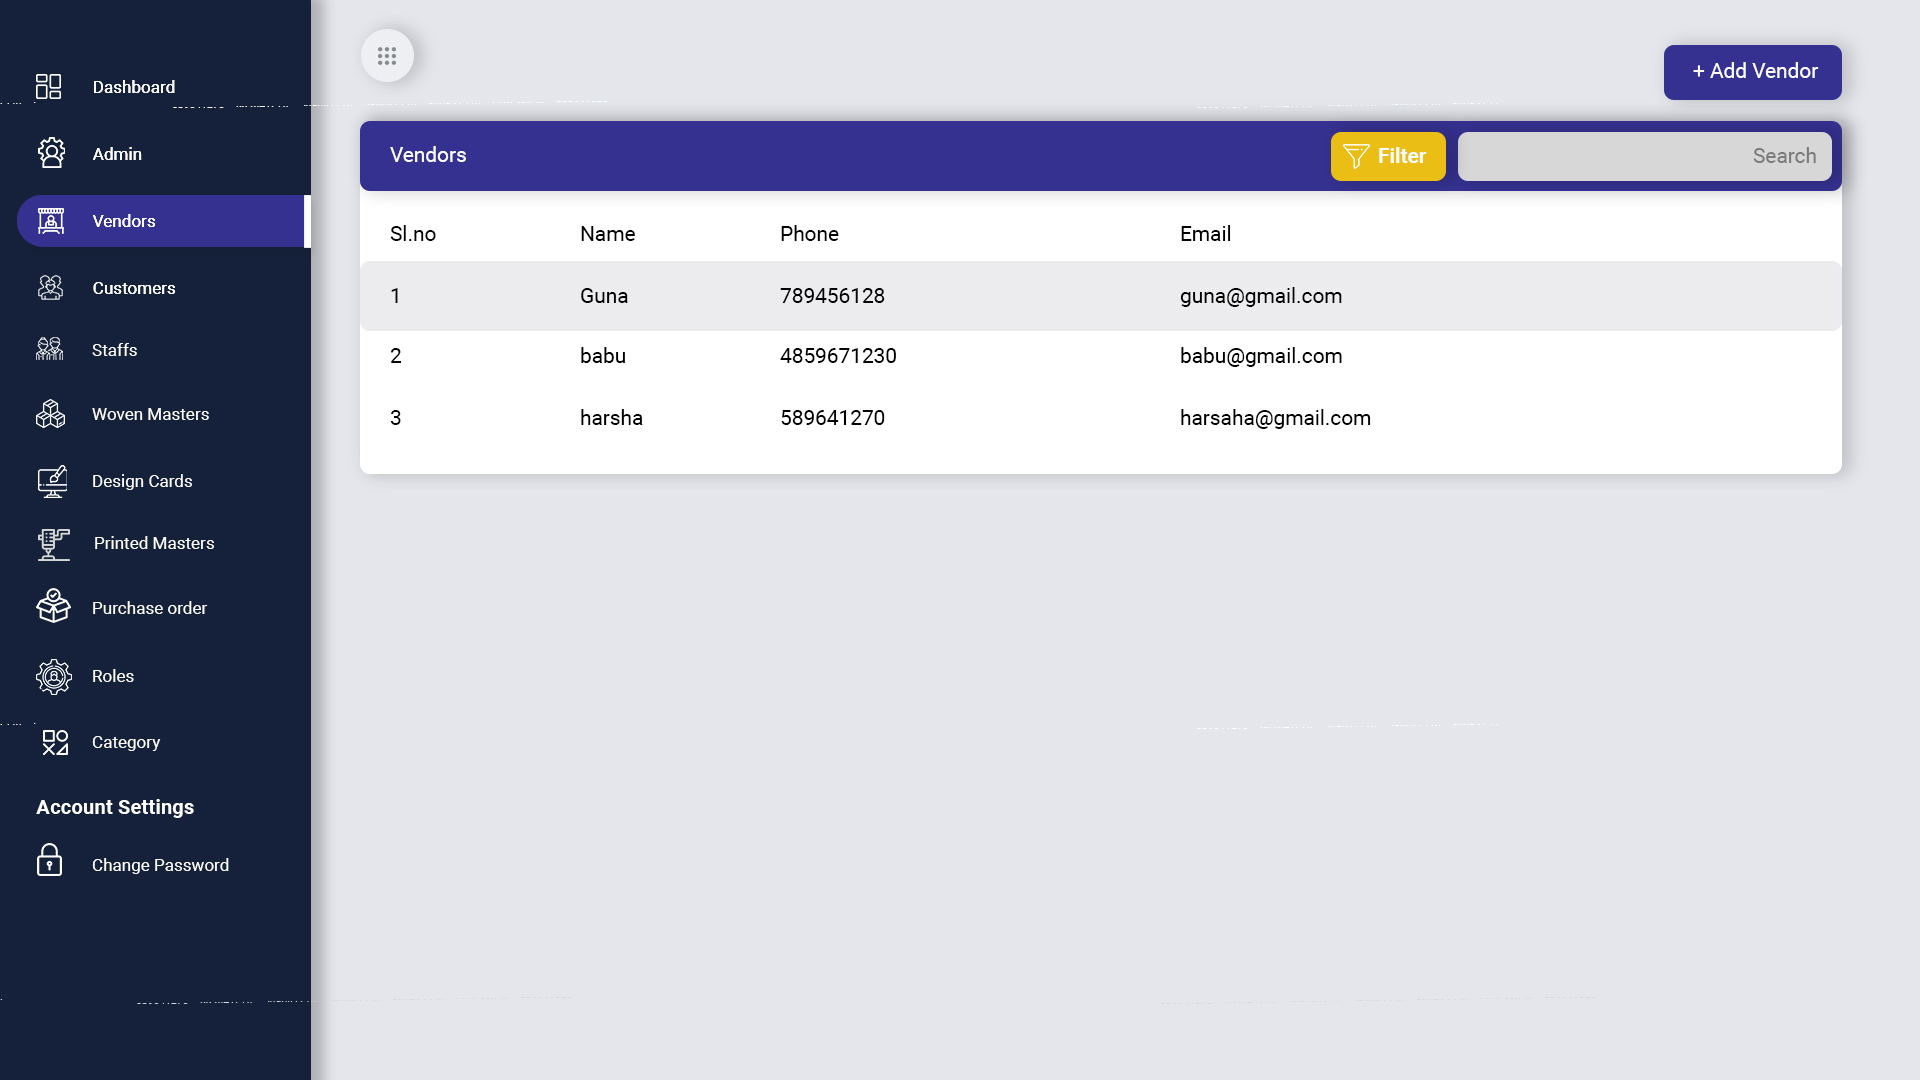 Dashboard
Admin
Vendors
Customers
Staffs
Woven Masters
Design Cards
Printed Masters
Purchase order
Roles
Category
Account Settings
Change Password
+ Add Vendor
Vendors
Filter
Search
Sl.no Name Phone Email
1 Guna 789456128 guna@gmail.com
2 babu 4859671230 babu@gmail.com
3 harsha 589641270 harsaha@gmail.com